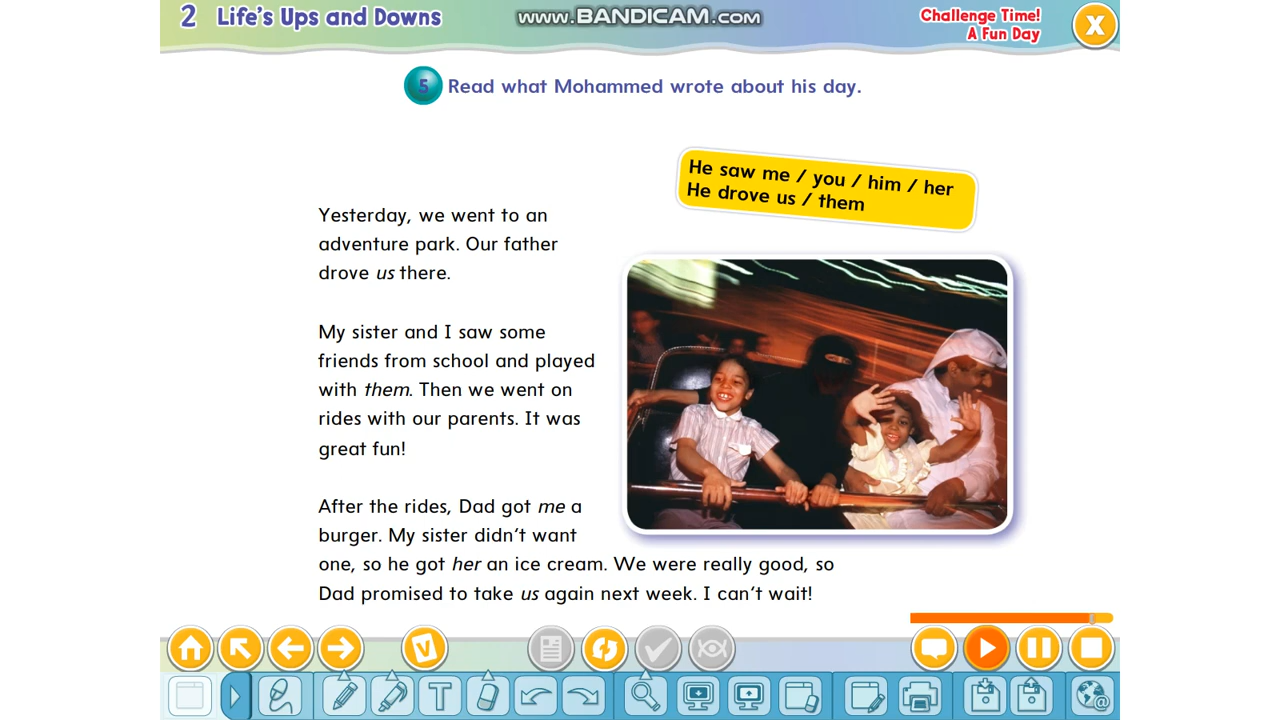 2 Life's Ups and Downs
www.BANDICAM.com
Challenge Time!
A Fun Day
X
5 Read what Mohammed wrote about his day.
He saw me / you / him / her
He drove us / them
Yesterday, we went to an
adventure park. Our father
drove us there.
My sister and I saw some
friends from school and played
with them. Then we went on
rides with our parents. It was
great fun!
After the rides, Dad got me a
burger. My sister didn't want
one, so he got her an ice cream. We were really good, so
Dad promised to take us again next week. I can't wait!
V
T
@